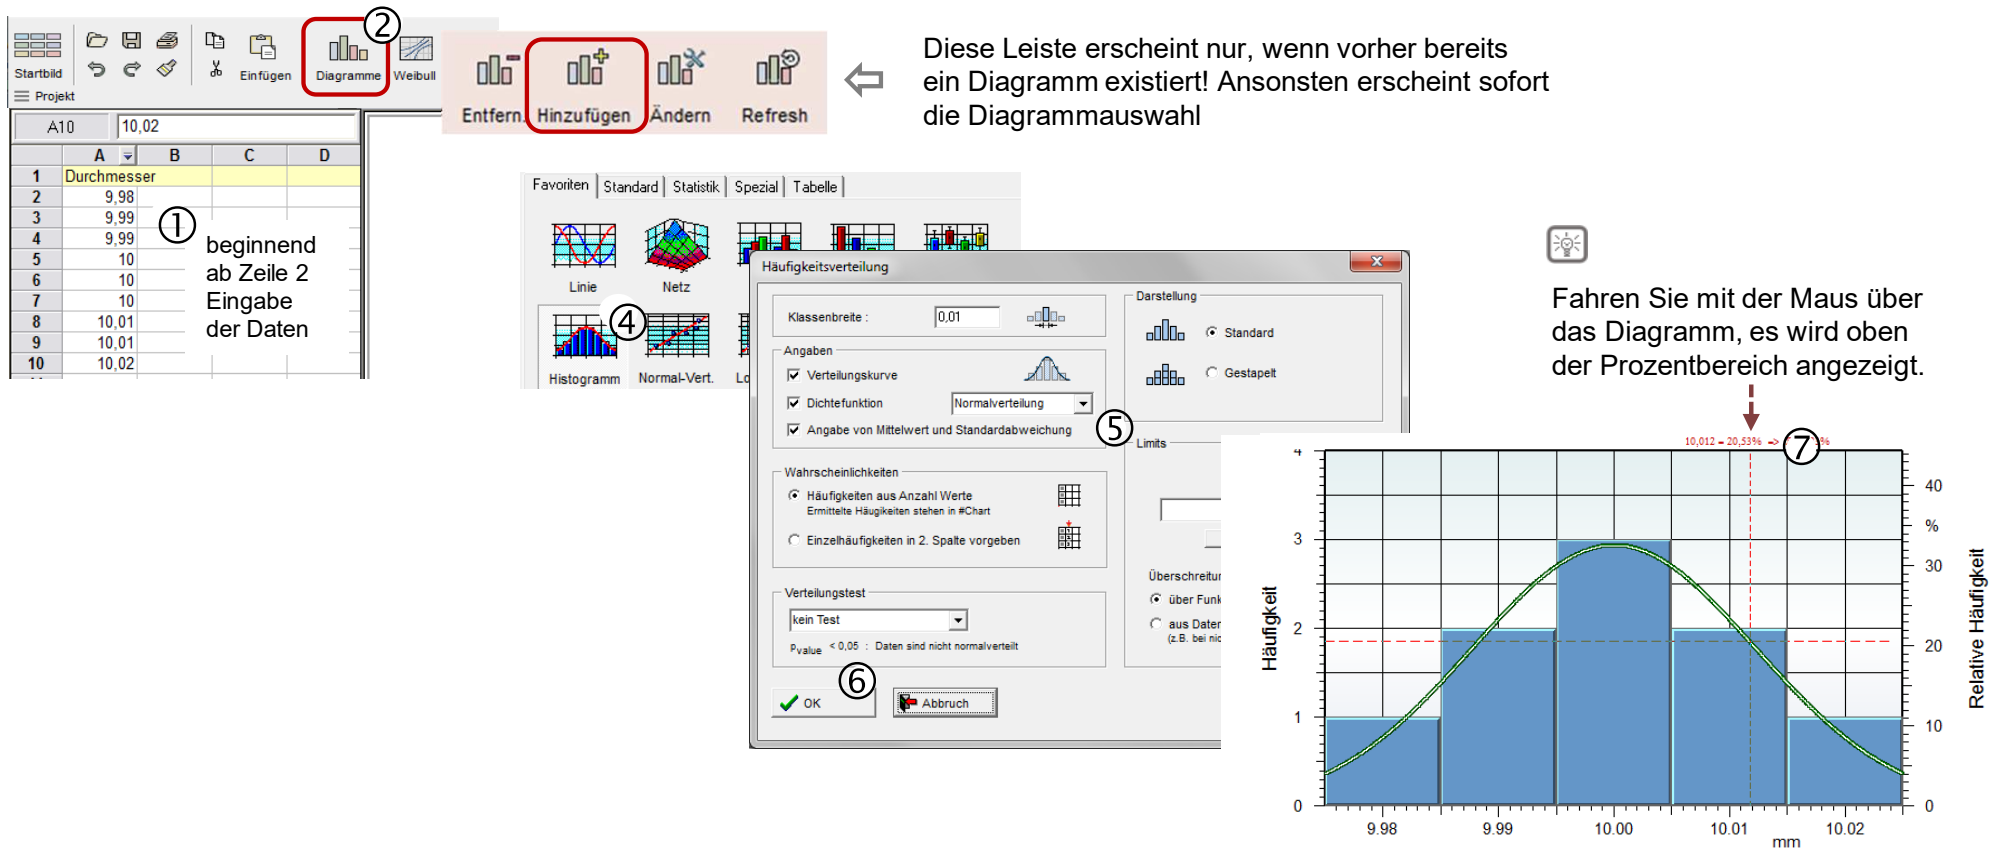 ②
Startbild
Einfügen
Diagramme
Weibull
Projekt
Entfern.
Hinzufügen
Ändern
Refresh
Diese Leiste erscheint nur, wenn vorher bereits
ein Diagramm existiert! Ansonsten erscheint sofort
die Diagrammauswahl
A10 10,02
A B C D
1 Durchmesser
2 9,98
3 9,99
4 9,99
5 10
6 10
7 10
8 10,01
9 10,01
10 10,02
①
beginnend
ab Zeile 2
Eingabe
der Daten
Favoriten Standard Statistik Spezial Tabelle
Linie Netz
④
Histogramm Normal-Vert.
Häufigkeitsverteilung
Klassenbreite : 0,01
Angaben
Verteilungskurve
Dichtefunktion Normalverteilung
Angabe von Mittelwert und Standardabweichung
⑤
Wahrscheinlichkeiten
Häufigkeiten aus Anzahl Werte
Ermittelte Häugikeiten stehen in #Chart
Einzelhäufigkeiten in 2. Spalte vorgeben
Verteilungstest
kein Test
Pvalue < 0,05 : Daten sind nicht normalverteilt
⑥
OK Abbruch
Darstellung
Standard
Gestapelt
Limits
über Funk
aus Daten
Fahren Sie mit der Maus über
das Diagramm, es wird oben
der Prozentbereich angezeigt.
10,012 = 20,53% ->
⑦
Häufigkeit
4
3
2
1
0
9.98 9.99 10.00 10.01 10.02
mm
40
%
30
20
10
0
Relative Häufigkeit